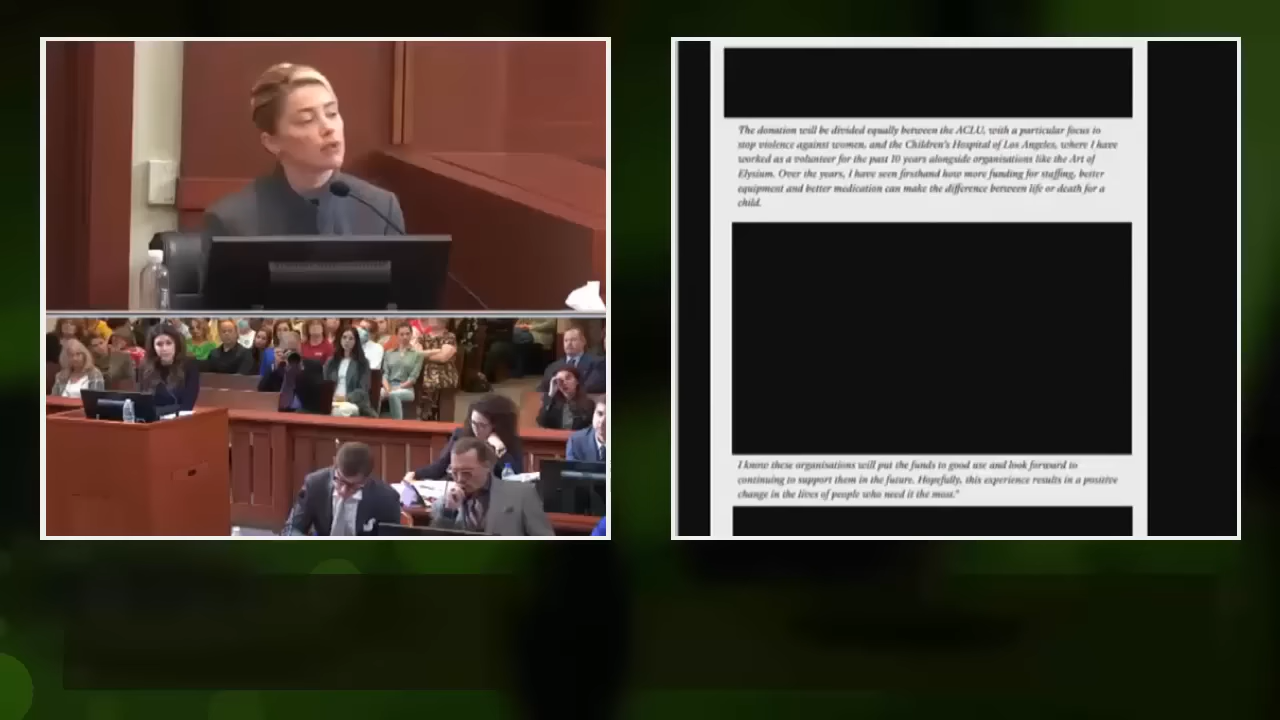 The donation will be divided equally between the ACLU, with a particular focus to
stop violence against women, and the Children's Hospital of Los Angeles, where I have
worked as a volunteer for the past 10 years alongside organisations like the Art of
Elysium. Over the years, I have seen firsthand how more funding for staffing, better
equipment and better medication can make the difference between life or death for a
child.
I know these organisations will put the funds to good use and look forward to
continuing to support them in the future. Hopefully, this experience results in a positive
change in the lives of people who need it the most."